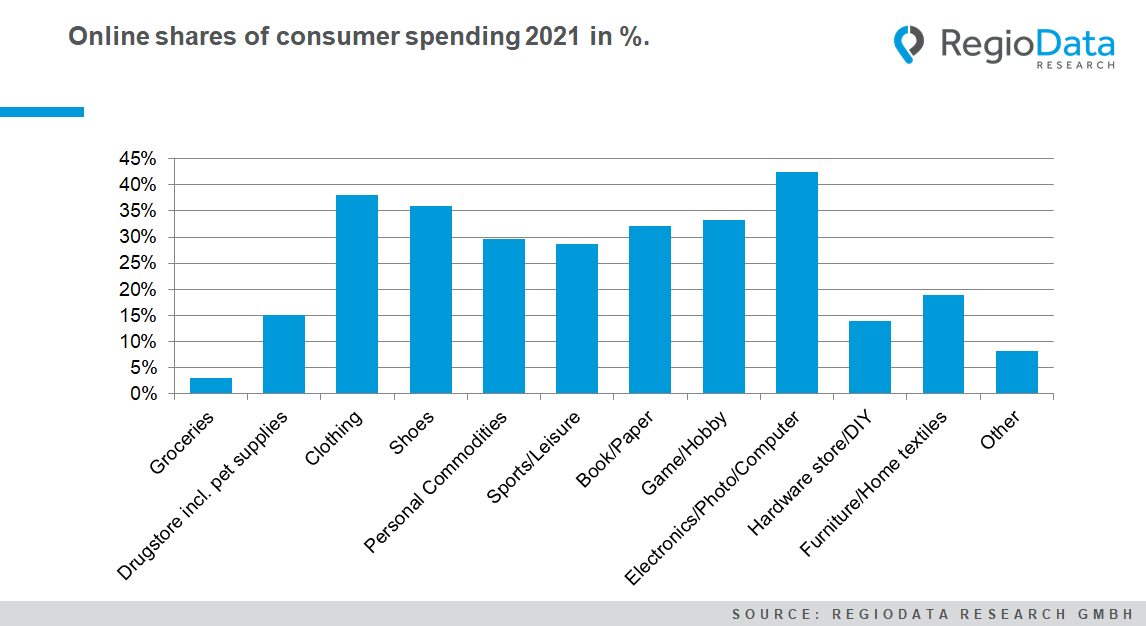 Online shares of consumer spending 2021 in %.
RegioData
RESEARCH
45%
40%
35%
30%
25%
20%
15%
10%
5%
0%
Groceries
Drugstore incl. pet supplies
Clothing
Shoes
Personal Commodities
Sports/Leisure
Book/Paper
Game/Hobby
Electronics/Photo/Computer
Hardware store/DIY
Furniture/Home textiles
Other
SOURCE: REGIODATA RESEARCH GMBH